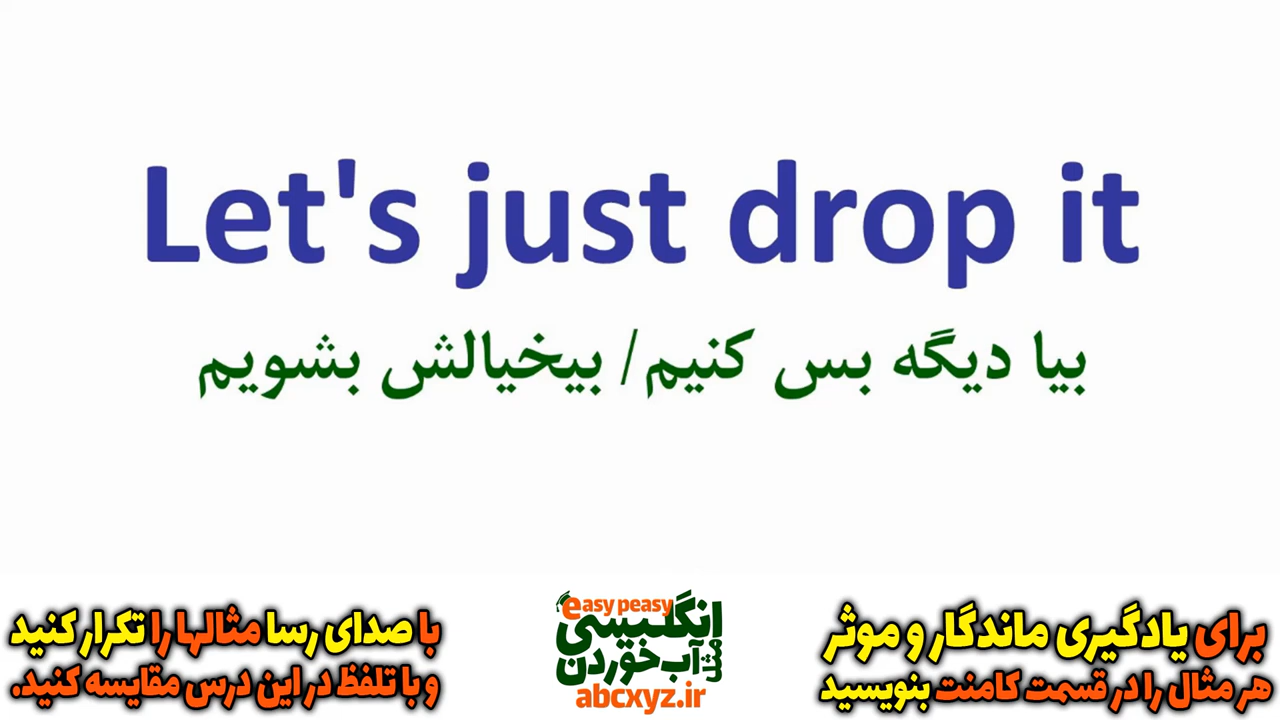 Let's just drop it
بیا دیگه بس کنیم/ بیخیالش بشویم
برای یادگیری ماندگار و موثر
هر مثال را در قسمت کامنت بنویسید
easy peasy
انگلیسی
مثل
آب خوردن
abcxyz.ir
با صدای رسا مثالها را تکرار کنید
و با تلفظ در این درس مقایسه کنید.